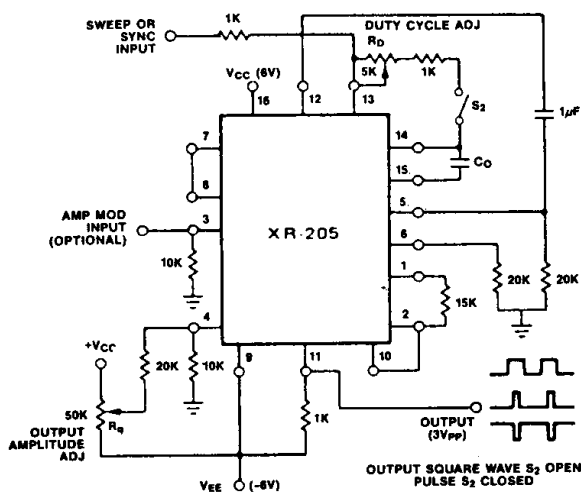 SWEEP OR
SYNC
INPUT
1K
DUTY CYCLE ADJ
RD
5K
1K
VCC (6V)
16
12
13
S2
1µF
7
14
CO
15
5
AMP MOD
INPUT
(OPTIONAL)
3
XR-205
6
10K
1
20K
20K
15K
4
2
+VCC
20K
10K
9
11
10
50K
Rq
1K
OUTPUT
AMPLITUDE
ADJ
OUTPUT
(3VPP)
VEE (-6V)
OUTPUT SQUARE WAVE S2 OPEN
PULSE S2 CLOSED